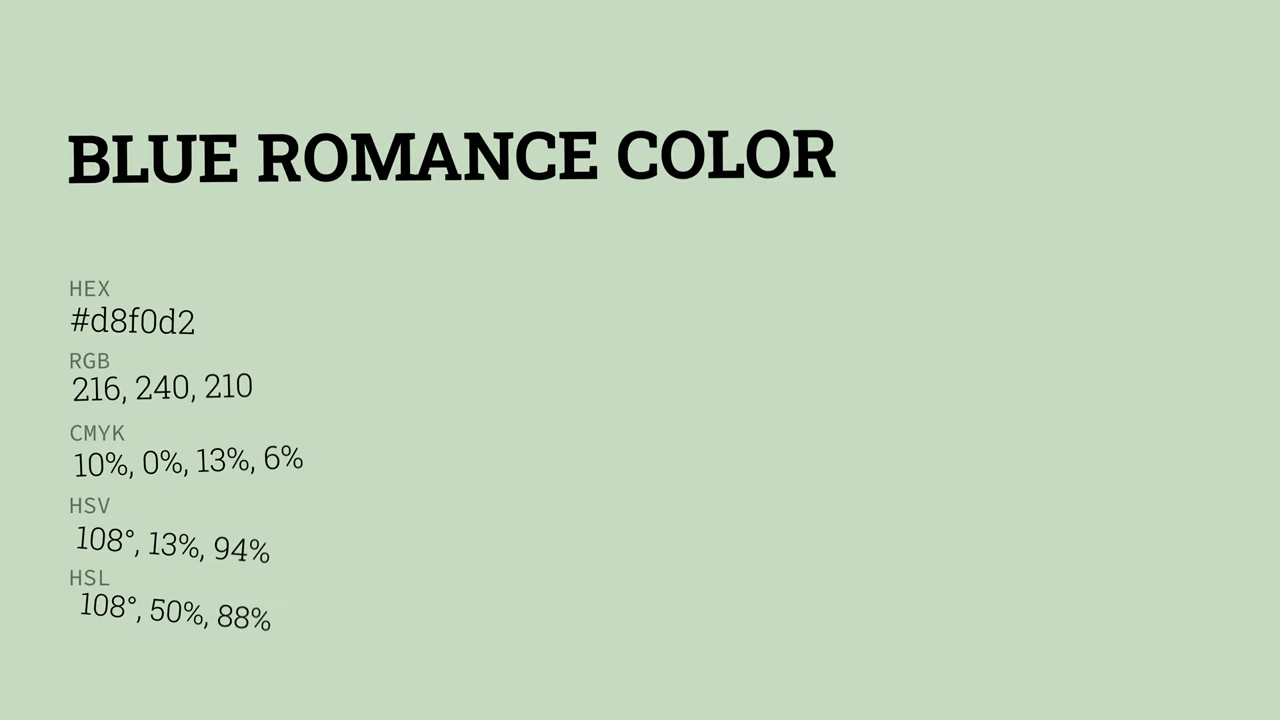 BLUE ROMANCE COLOR
HEX
#d8f0d2
RGB
216, 240, 210
CMYK
10%, 0%, 13%, 6%
HSV
108°, 13%, 94%
HSL
108°, 50%, 88%